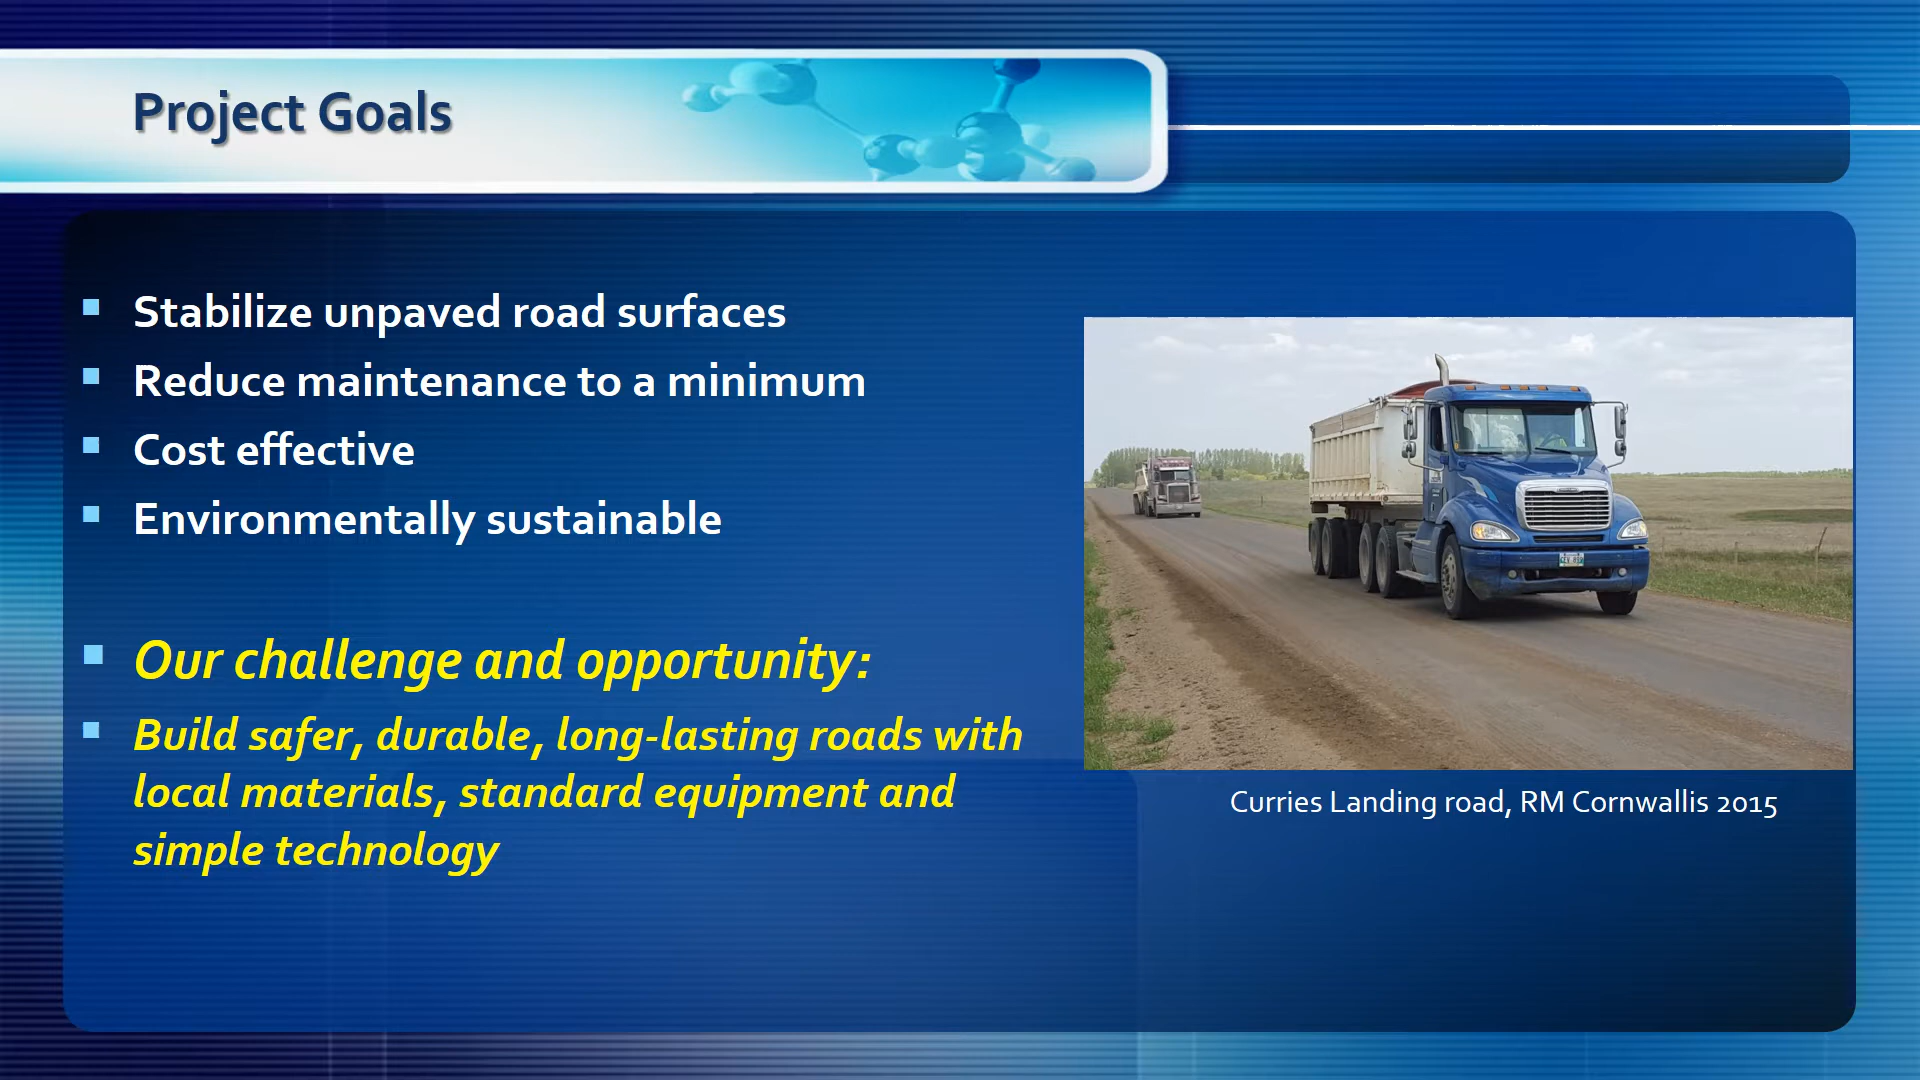 Project Goals
Stabilize unpaved road surfaces
Reduce maintenance to a minimum
Cost effective
Environmentally sustainable
Our challenge and opportunity:
Build safer, durable, long-lasting roads with
local materials, standard equipment and
simple technology
Curries Landing road, RM Cornwallis 2015